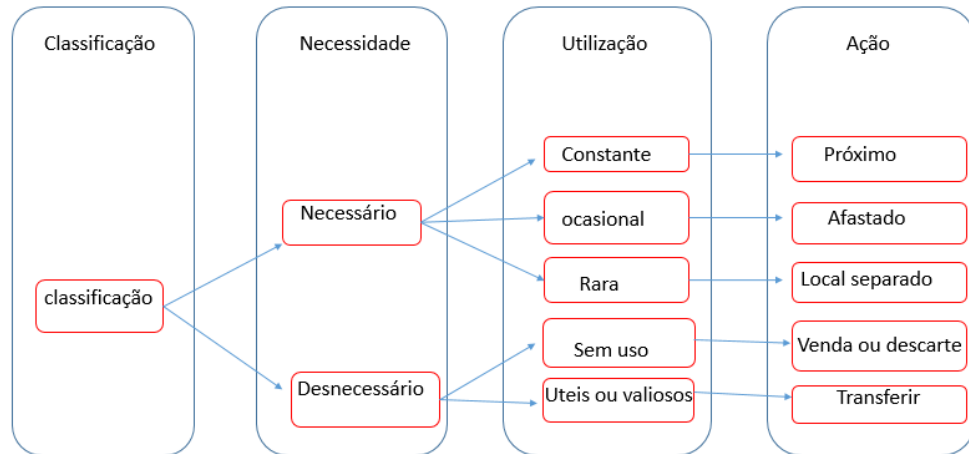 Classificação
Necessidade
Utilização
Ação
classificação
Necessário
Desnecessário
Constante
ocasional
Rara
Sem uso
Uteis ou valiosos
Próximo
Afastado
Local separado
Venda ou descarte
Transferir